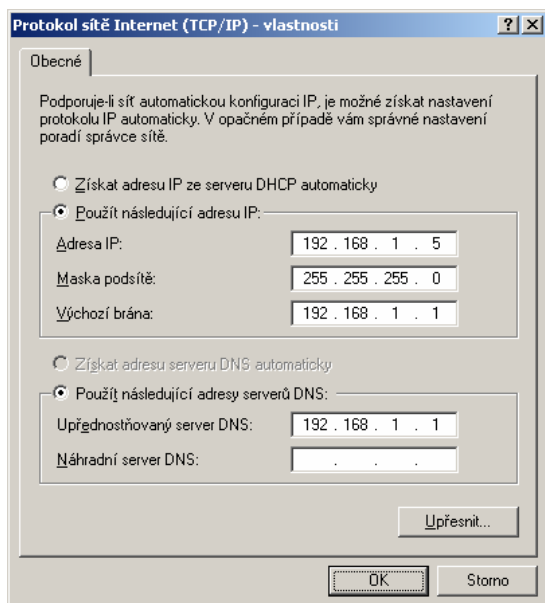 Protokol sítě Internet (TCP/IP) - vlastnosti
Obecné
Podporuje-li síť automatickou konfiguraci IP, je možné získat nastavení
protokolu IP automaticky. V opačném případě vám správné nastavení
poradí správce sítě.
Získat adresu IP ze serveru DHCP automaticky
Použít následující adresu IP:
Adresa IP: 192 . 168 . 1 . 5
Maska podsítě: 255 . 255 . 255 . 0
Výchozí brána: 192 . 168 . 1 . 1
Získat adresu serveru DNS automaticky
Použít následující adresy serverů DNS:
Upřednostňovaný server DNS: 192 . 168 . 1 . 1
Náhradní server DNS: . . .
Upřesnit...
OK Storno